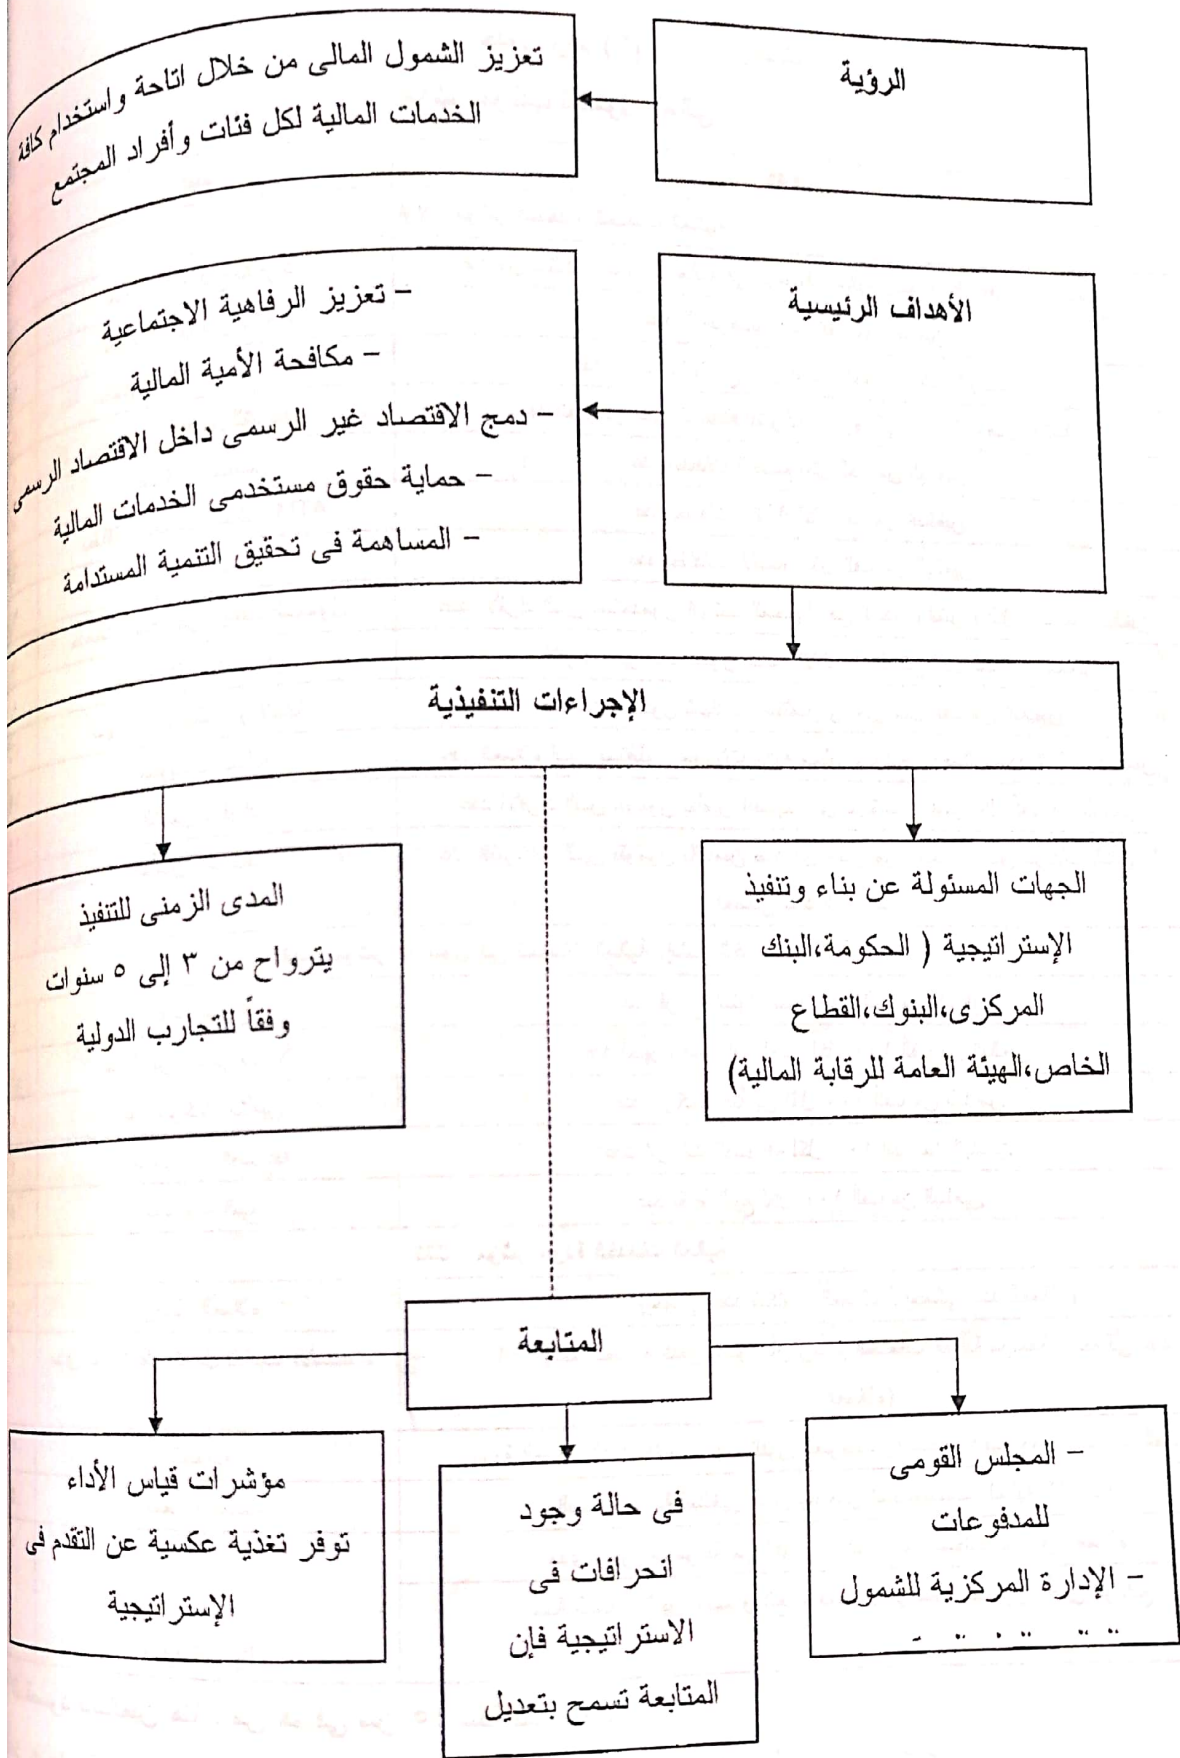 الرؤية
تعزيز الشمول المالى من خلال اتاحة واستخدام كافة
الخدمات المالية لكل فئات وأفراد المجتمع
الأهداف الرئيسية
- تعزيز الرفاهية الاجتماعية
- مكافحة الأمية المالية
- دمج الاقتصاد غير الرسمى داخل الاقتصاد الرسمى
- حماية حقوق مستخدمى الخدمات المالية
- المساهمة فى تحقيق التنمية المستدامة
الإجراءات التنفيذية
الجهات المسئولة عن بناء وتنفيذ
الإستراتيجية ( الحكومة،البنك
المركزى،البنوك،القطاع
الخاص،الهيئة العامة للرقابة المالية)
المدى الزمنى للتنفيذ
يترواح من ٣ إلى ٥ سنوات
وفقاً للتجارب الدولية
المتابعة
- المجلس القومى
للمدفوعات
- الإدارة المركزية للشمول
فى حالة وجود
انحرافات فى
الاستراتيجية فإن
المتابعة تسمح بتعديل
مؤشرات قياس الأداء
توفر تغذية عكسية عن التقدم فى
الإستراتيجية